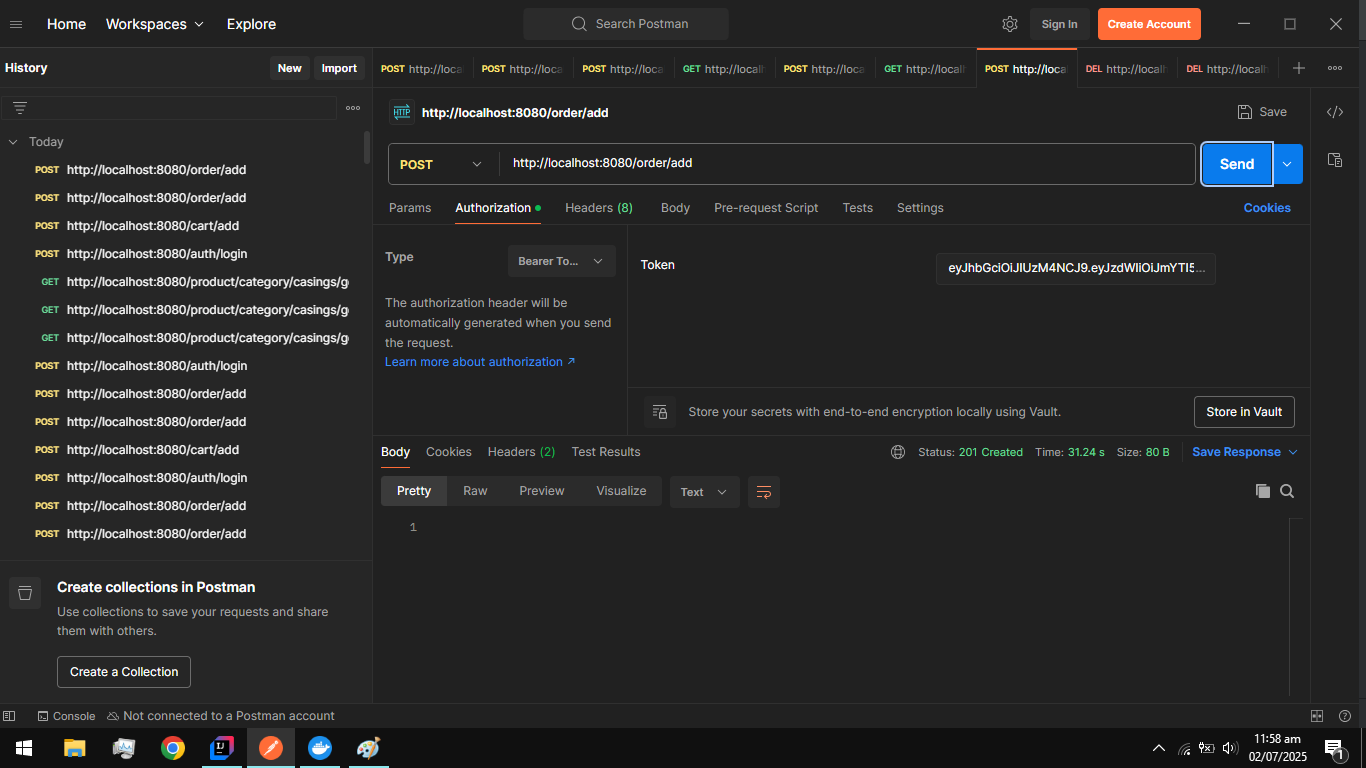 Home Workspaces Explore Search Postman Sign In Create Account
History New Import
POST http://loca POST http://loca POST http://loca GET http://locall POST http://loca GET http://locall POST http://loca DEL http://localh DEL http://localh
HTTP http://localhost:8080/order/add Save
Today
POST http://localhost:8080/order/add
POST http://localhost:8080/order/add
POST http://localhost:8080/cart/add
POST http://localhost:8080/auth/login
GET http://localhost:8080/product/category/casings/g
GET http://localhost:8080/product/category/casings/g
GET http://localhost:8080/product/category/casings/g
POST http://localhost:8080/auth/login
POST http://localhost:8080/order/add
POST http://localhost:8080/order/add
POST http://localhost:8080/cart/add
POST http://localhost:8080/auth/login
POST http://localhost:8080/order/add
POST http://localhost:8080/order/add
Create collections in Postman
Use collections to save your requests and share
them with others.
Create a Collection
POST http://localhost:8080/order/add Send
Params Authorization Headers (8) Body Pre-request Script Tests Settings Cookies
Type Bearer To...
The authorization header will be
automatically generated when you send
the request.
Learn more about authorization ↗
Token eyJhbGciOiJIUzM4NCJ9.eyJzdWIiOiJmYTI5...
Store your secrets with end-to-end encryption locally using Vault. Store in Vault
Body Cookies Headers (2) Test Results Status: 201 Created Time: 31.24 s Size: 80 B Save Response
Pretty Raw Preview Visualize Text
1
Console Not connected to a Postman account
11:58 am
02/07/2025
1